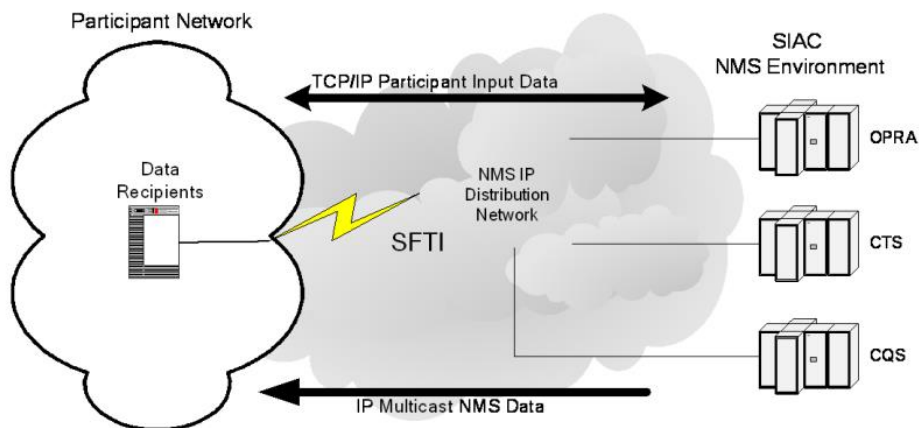 Participant Network
SIAC
NMS Environment
TCP/IP Participant Input Data
OPRA
Data
Recipients
NMS IP
Distribution
Network
SFTI
CTS
CQS
IP Multicast NMS Data